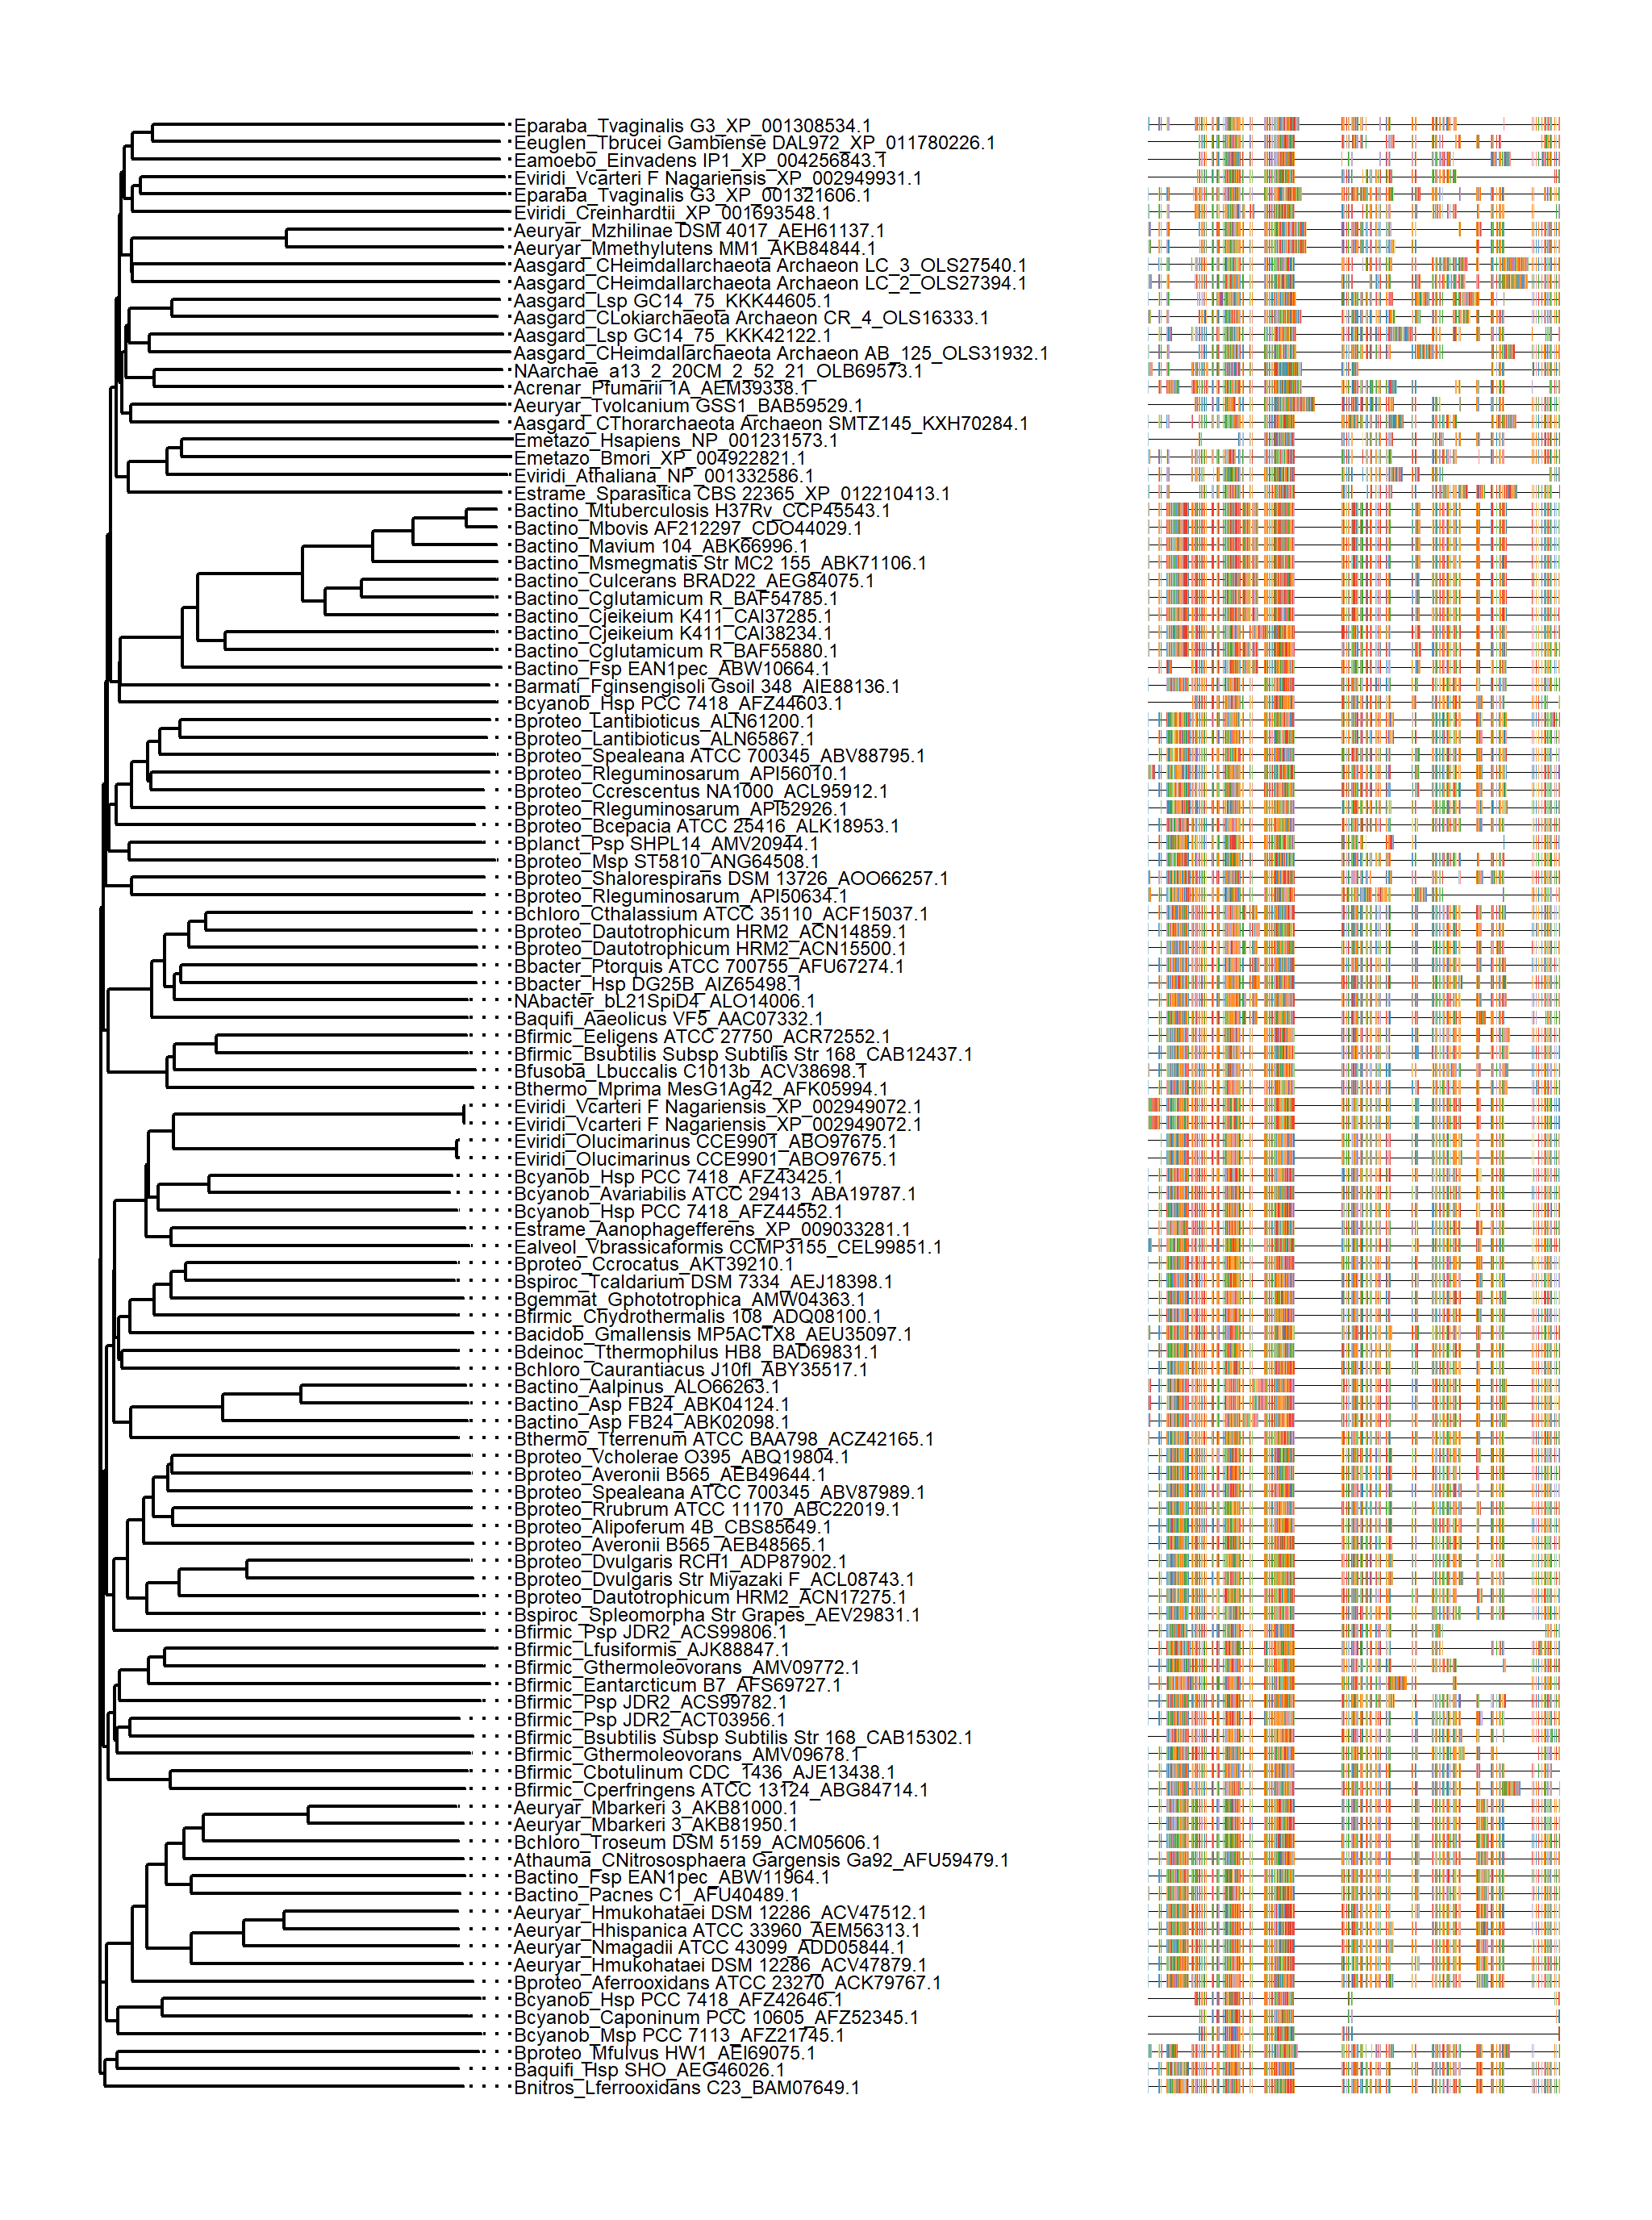 Eparaba_Tvaginalis G3_XP_001308534.1
Eeuglen_Tbrucei Gambiense DAL972_XP_011780226.1
Eamoebo_Einvadens IP1_XP_004256843.1
Eviridi_Vcarteri F Nagariensis_XP_002949931.1
Eparaba_Tvaginalis G3_XP_001321606.1
Eviridi_Creinhardtii_XP_001693548.1
Aeuryar_Mzhilinae DSM 4017_AEH61137.1
Aeuryar_Mmethylutens MM1_AKB84844.1
Aasgard_CHeimdallarchaeota Archaeon LC_3_OLS27540.1
Aasgard_CHeimdallarchaeota Archaeon LC_2_OLS27394.1
Aasgard_Lsp GC14_75_KKK44605.1
Aasgard_CLokiarchaeota Archaeon CR_4_OLS16333.1
Aasgard_Lsp GC14_75_KKK42122.1
Aasgard_CHeimdallarchaeota Archaeon AB_125_OLS31932.1
NAarchae_a13_2_20CM_2_52_21_OLB69573.1
Acrenar_Pfumarii 1A_AEM39338.1
Aeuryar_Tvolcanium GSS1_BAB59529.1
Aasgard_CThorarchaeota Archaeon SMTZ145_KXH70284.1
Emetazo_Hsapiens_NP_001231573.1
Emetazo_Bmori_XP_004922821.1
Eviridi_Athaliana_NP_001332586.1
Estrame_Sparasitica CBS 22365_XP_012210413.1
Bactino_Mtuberculosis H37Rv_CCP45543.1
Bactino_Mbovis AF212297_CDO44029.1
Bactino_Mavium 104_ABK66996.1
Bactino_Msmegmatis Str MC2 155_ABK71106.1
Bactino_Culcerans BRAD22_AEG84075.1
Bactino_Cglutamicum R_BAF54785.1
Bactino_Cjeikeium K411_CAI37285.1
Bactino_Cjeikeium K411_CAI38234.1
Bactino_Cglutamicum R_BAF55880.1
Bactino_Fsp EAN1pec_ABW10664.1
Barmati_Fginsengisoli Gsoil 348_AIE88136.1
Bcyanob_Hsp PCC 7418_AFZ44603.1
Bproteo_Lantibioticus_ALN61200.1
Bproteo_Lantibioticus_ALN65867.1
Bproteo_Spealeana ATCC 700345_ABV88795.1
Bproteo_Rleguminosarum_API56010.1
Bproteo_Ccrescentus NA1000_ACL95912.1
Bproteo_Rleguminosarum_API52926.1
Bproteo_Bcepacia ATCC 25416_ALK18953.1
Bplanct_Psp SHPL14_AMV20944.1
Bproteo_Msp ST5810_ANG64508.1
Bproteo_Shalorespirans DSM 13726_AOO66257.1
Bproteo_Rleguminosarum_API50634.1
Bchloro_Cthalassium ATCC 35110_ACF15037.1
Bproteo_Dautotrophicum HRM2_ACN14859.1
Bproteo_Dautotrophicum HRM2_ACN15500.1
Bbacter_Ptorquis ATCC 700755_AFU67274.1
Bbacter_Hsp DG25B_AIZ65498.1
NAbacter_bL21SpiD4_ALO14006.1
Baquifi_Aaeolicus VF5_AAC07332.1
Bfirmic_Eeligens ATCC 27750_ACR72552.1
Bfirmic_Bsubtilis Subsp Subtilis Str 168_CAB12437.1
Bfusoba_Lbuccalis C1013b_ACV38698.1
Bthermo_Mprima MesG1Ag42_AFK05994.1
Eviridi_Vcarteri F Nagariensis_XP_002949072.1
Eviridi_Vcarteri F Nagariensis_XP_002949072.1
Eviridi_Olucimarinus CCE9901_ABO97675.1
Eviridi_Olucimarinus CCE9901_ABO97675.1
Bcyanob_Hsp PCC 7418_AFZ43425.1
Bcyanob_Avariabilis ATCC 29413_ABA19787.1
Bcyanob_Hsp PCC 7418_AFZ44552.1
Estrame_Aanophagefferens_XP_009033281.1
Ealveol_Vbrassicaformis CCMP3155_CEL99851.1
Bproteo_Ccrocatus_AKT39210.1
Bspiroc_Tcaldarium DSM 7334_AEJ18398.1
Bgemmat_Gphototrophica_AMW04363.1
Bfirmic_Chydrothermalis 108_ADQ08100.1
Bacidob_Gmallensis MP5ACTX8_AEU35097.1
Bdeinoc_Tthermophilus HB8_BAD69831.1
Bchloro_Caurantiacus J10fl_ABY35517.1
Bactino_Aalpinus_ALO66263.1
Bactino_Asp FB24_ABK04124.1
Bactino_Asp FB24_ABK02098.1
Bthermo_Tterrenum ATCC BAA798_ACZ42165.1
Bproteo_Vcholerae O395_ABQ19804.1
Bproteo_Averonii B565_AEB49644.1
Bproteo_Spealeana ATCC 700345_ABV87989.1
Bproteo_Rrubrum ATCC 11170_ABC22019.1
Bproteo_Alipoferum 4B_CBS85649.1
Bproteo_Averonii B565_AEB48565.1
Bproteo_Dvulgaris RCH1_ADP87902.1
Bproteo_Dvulgaris Str Miyazaki F_ACL08743.1
Bproteo_Dautotrophicum HRM2_ACN17275.1
Bspiroc_Spleomorpha Str Grapes_AEV29831.1
Bfirmic_Psp JDR2_ACS99806.1
Bfirmic_Lfusiformis_AJK88847.1
Bfirmic_Gthermoleovorans_AMV09772.1
Bfirmic_Eantarcticum B7_AFS69727.1
Bfirmic_Psp JDR2_ACS99782.1
Bfirmic_Psp JDR2_ACT03956.1
Bfirmic_Bsubtilis Subsp Subtilis Str 168_CAB15302.1
Bfirmic_Gthermoleovorans_AMV09678.1
Bfirmic_Cbotulinum CDC_1436_AJE13438.1
Bfirmic_Cperfringens ATCC 13124_ABG84714.1
Aeuryar_Mbarkeri 3_AKB81000.1
Aeuryar_Mbarkeri 3_AKB81950.1
Bchloro_Troseum DSM 5159_ACM05606.1
Athauma_CNitrososphaera Gargensis Ga92_AFU59479.1
Bactino_Fsp EAN1pec_ABW11964.1
Bactino_Pacnes C1_AFU40489.1
Aeuryar_Hmukohataei DSM 12286_ACV47512.1
Aeuryar_Hhispanica ATCC 33960_AEM56313.1
Aeuryar_Nmagadii ATCC 43099_ADD05844.1
Aeuryar_Hmukohataei DSM 12286_ACV47879.1
Bproteo_Aferrooxidans ATCC 23270_ACK79767.1
Bcyanob_Hsp PCC 7418_AFZ42646.1
Bcyanob_Caponinum PCC 10605_AFZ52345.1
Bcyanob_Msp PCC 7113_AFZ21745.1
Bproteo_Mfulvus HW1_AEI69075.1
Baquifi_Hsp SHO_AEG46026.1
Bnitros_Lferrooxidans C23_BAM07649.1